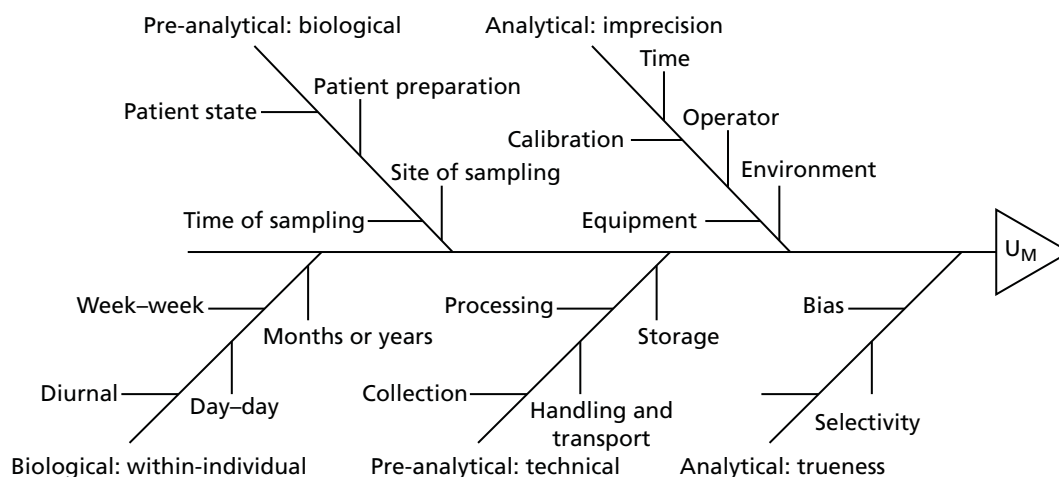 Pre-analytical: biological
Analytical: imprecision
Time
Patient preparation
Patient state
Operator
Calibration
Site of sampling
Environment
Time of sampling
Equipment
U_M
Week–week
Processing
Bias
Months or years
Storage
Diurnal
Day–day
Collection
Handling and
transport
Selectivity
Biological: within-individual
Pre-analytical: technical
Analytical: trueness